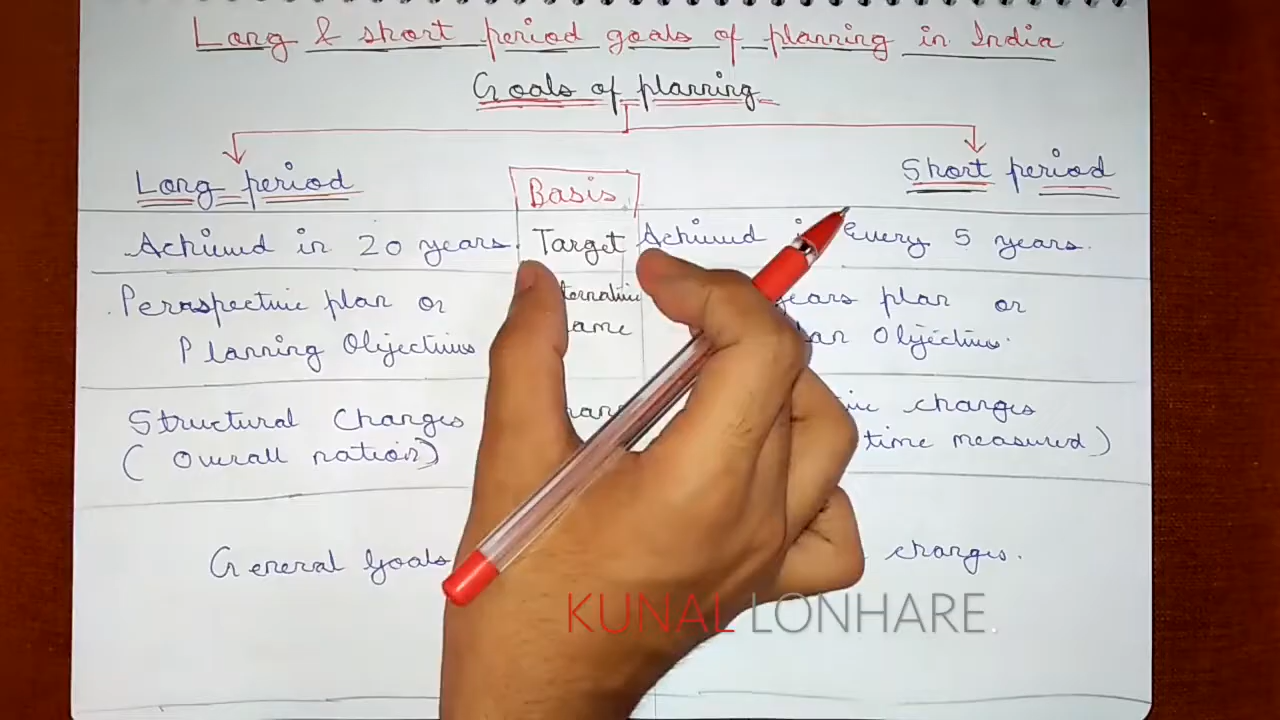 Long & short period goals of planning in India
Goals of planning
Long period
Basis
Short period
Achieved in 20 years
Target
Achieved every 5 years.
Perspective plan or
years plan or
Planning Objectives
Objectives.
Structural Changes
changes
(Overall nation)
time measured)
General goals
changes.
KUNAL LONHARE.